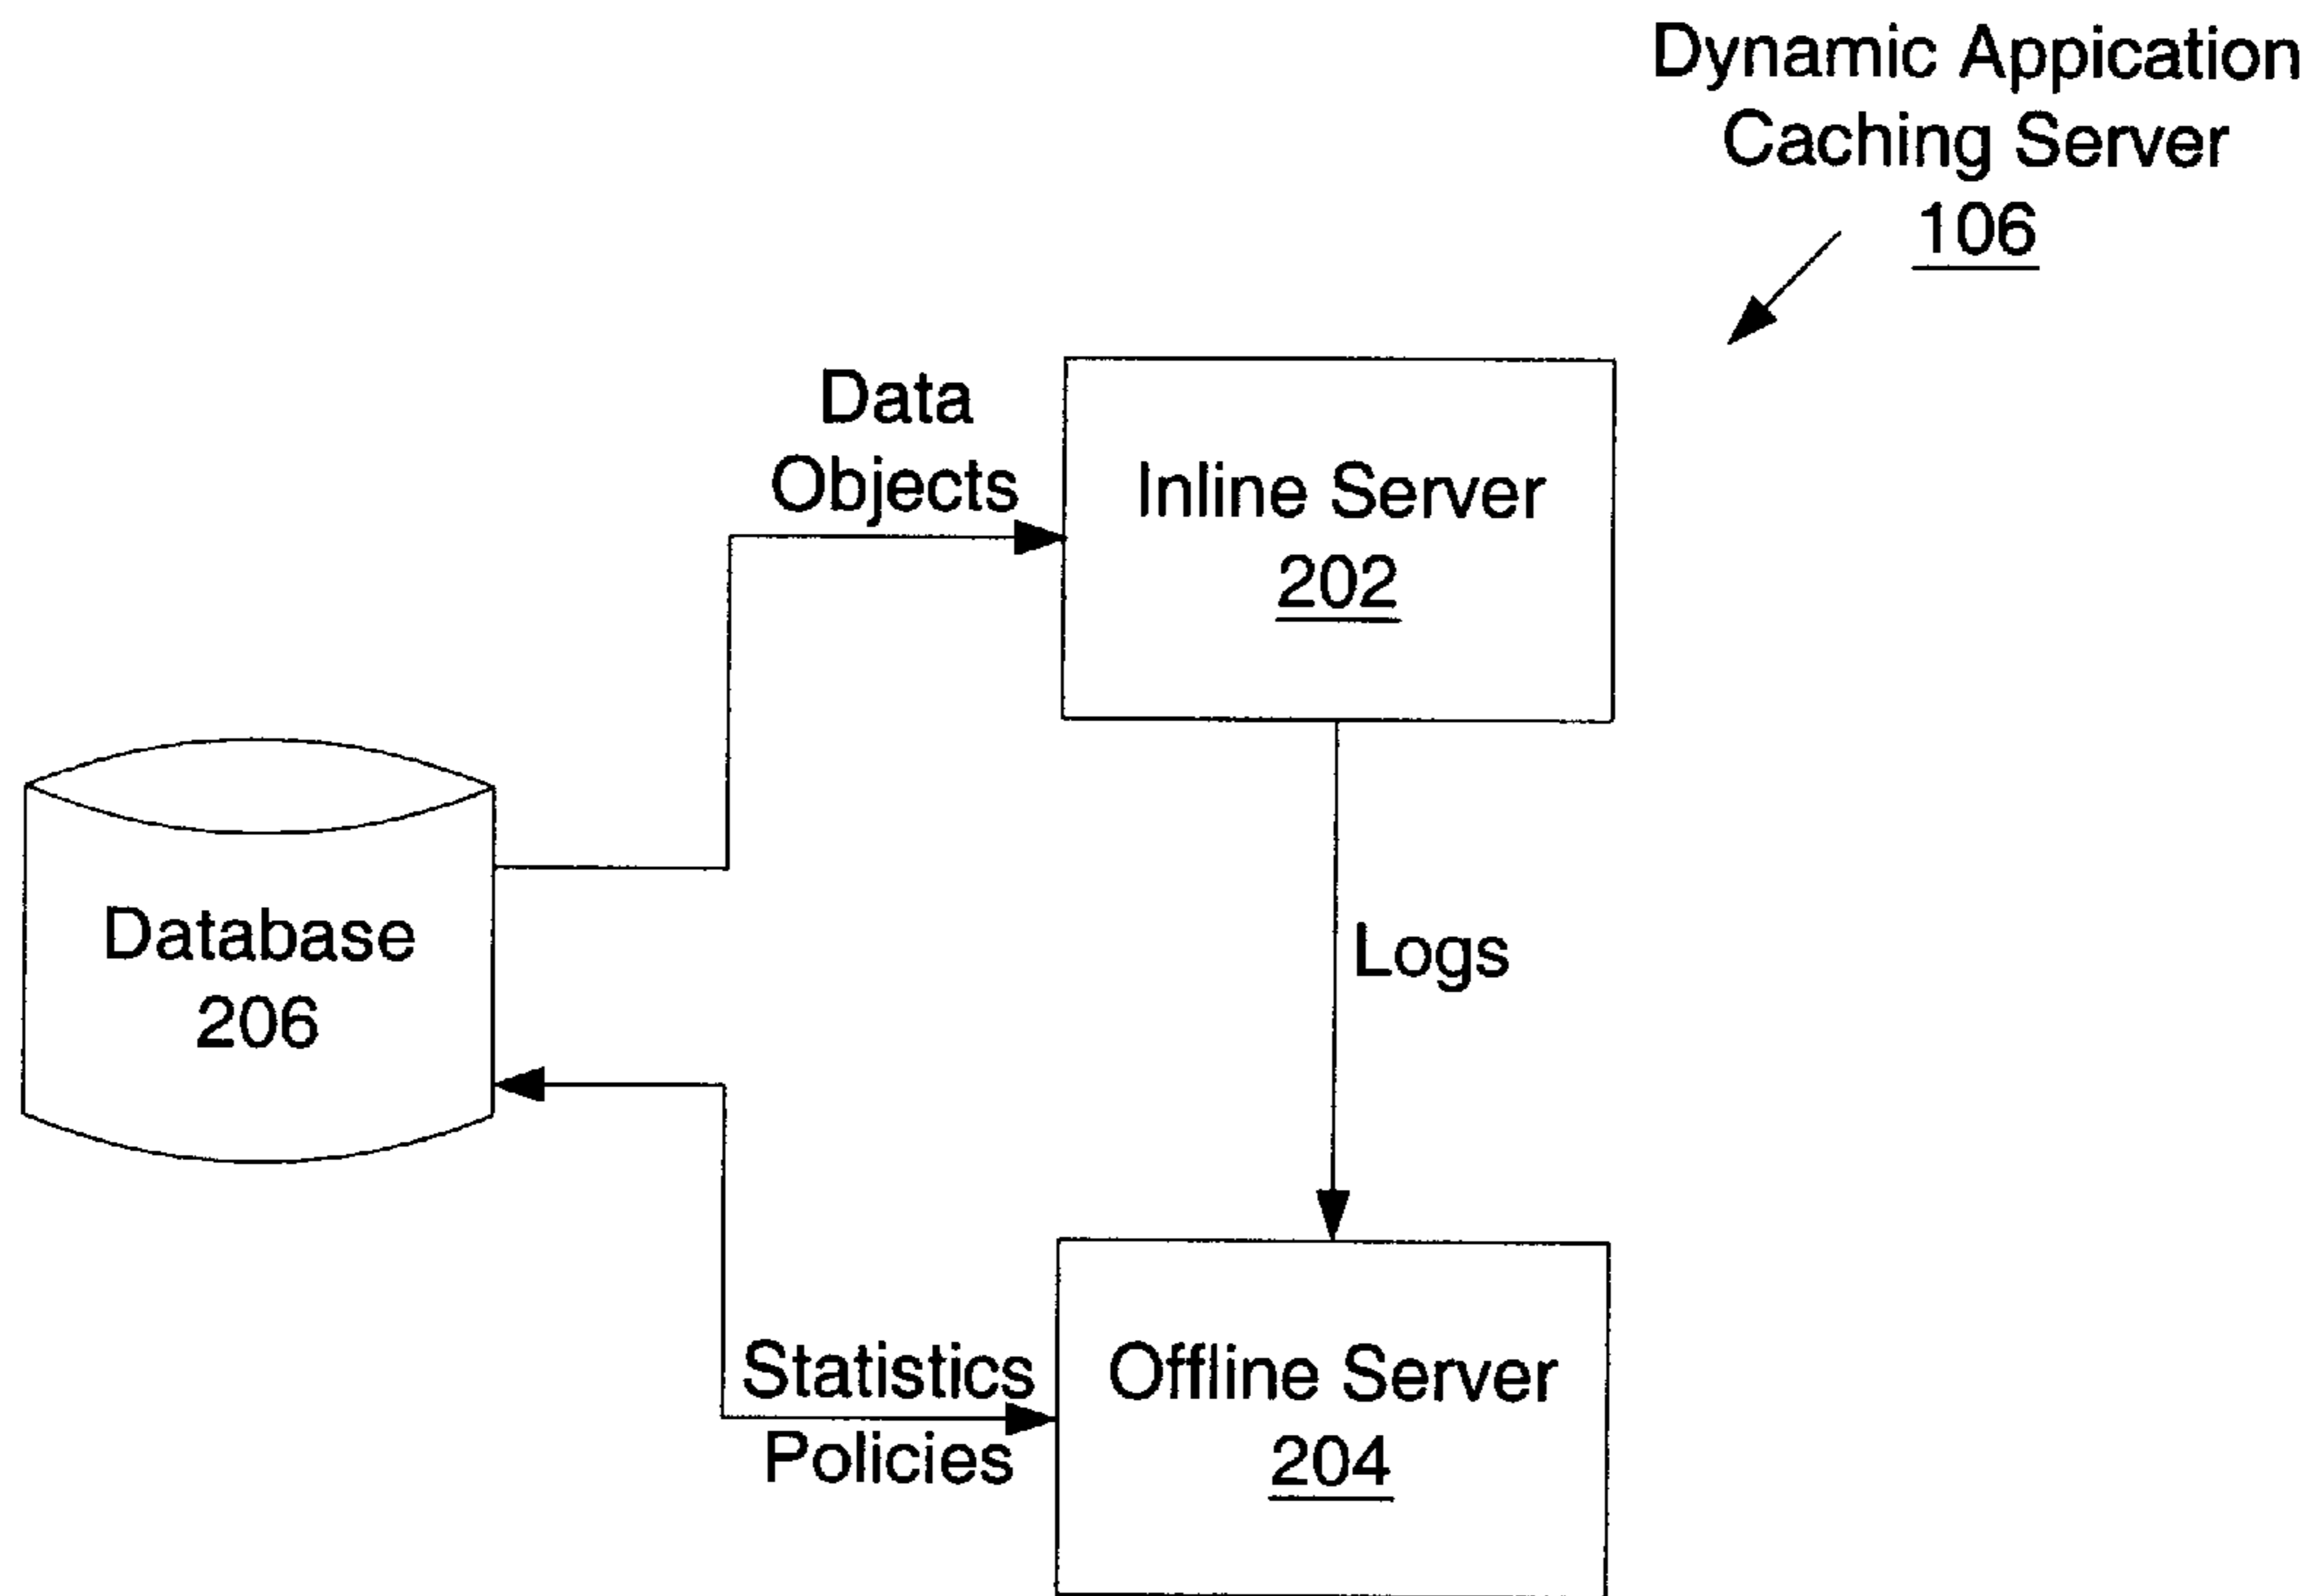 Dynamic Appication
Caching Server
106
Data
Objects
Inline Server
202
Database
206
Logs
Statistics
Policies
Offline Server
204